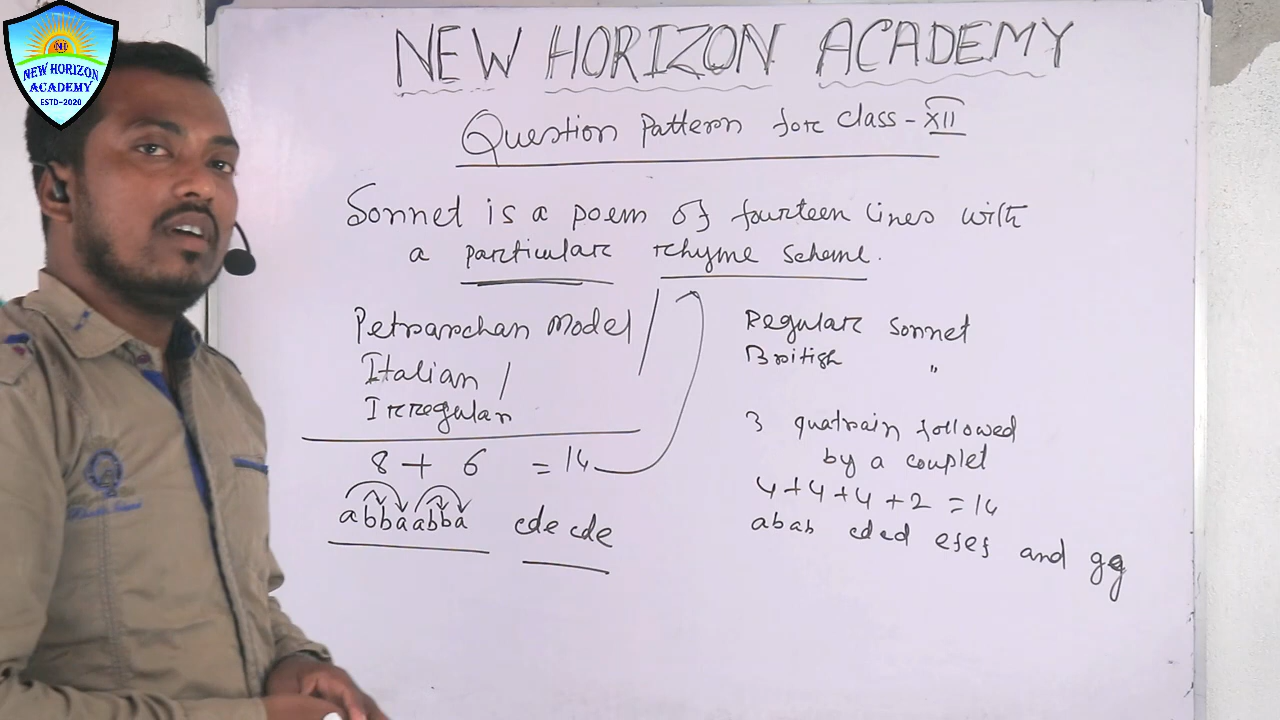 NEW HORIZON
ACADEMY
ESTD-2020
NEW HORIZON ACADEMY
Question Pattern for class - XII
Sonnet is a poem of fourteen lines with
a particular rhyme scheme.
Petrarchan Model /
Italian /
Irregular
8 + 6 = 14
abbaabba cde cde
Regular Sonnet
British "
3 quatrain followed
by a couplet
4+4+4+2 = 14
abab cdcd efef and gg